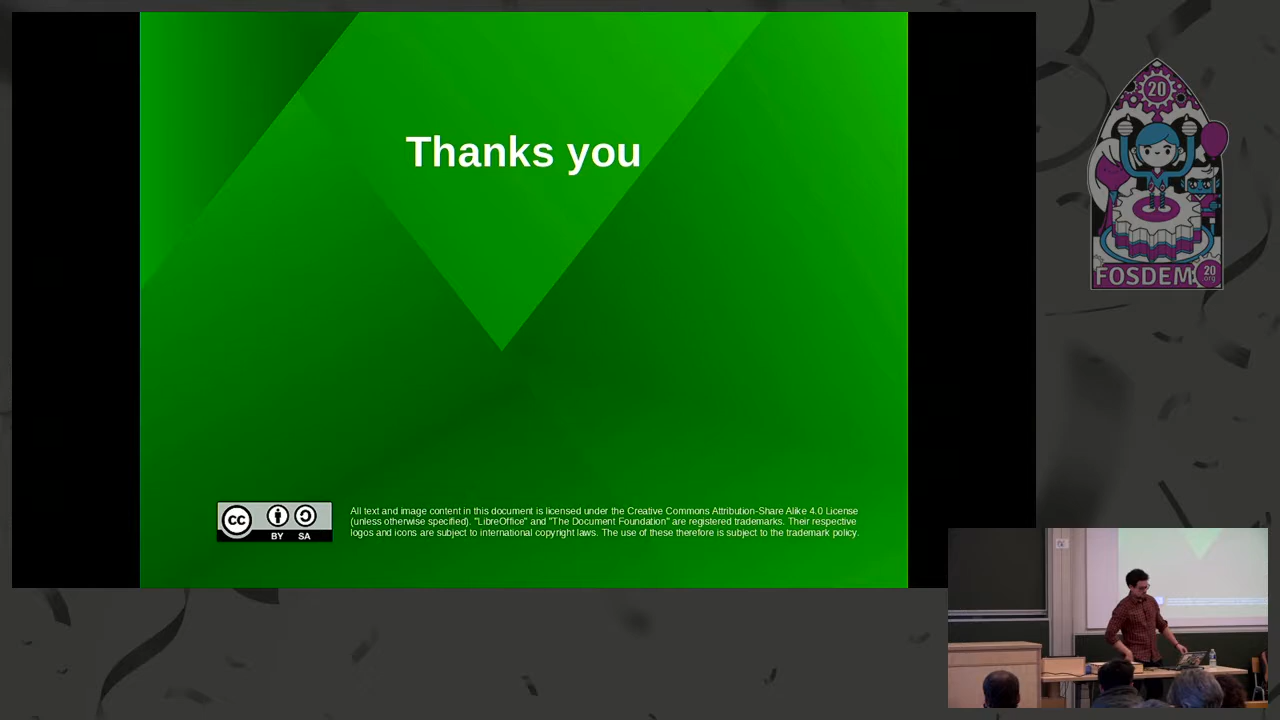 Thanks you
20
FOSDEM
20
.org
cc
BY SA
All text and image content in this document is licensed under the Creative Commons Attribution-Share Alike 4.0 License
(unless otherwise specified). "LibreOffice" and "The Document Foundation" are registered trademarks. Their respective
logos and icons are subject to international copyright laws. The use of these therefore is subject to the trademark policy.